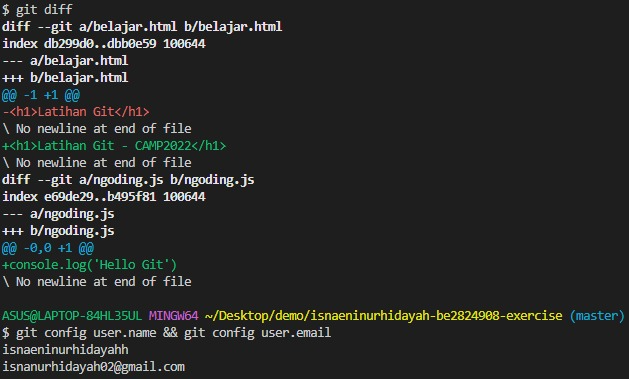 $ git diff
diff --git a/belajar.html b/belajar.html
index db299d0..dbb0e59 100644
--- a/belajar.html
+++ b/belajar.html
@@ -1 +1 @@
-<h1>Latihan Git</h1>
\ No newline at end of file
+<h1>Latihan Git - CAMP2022</h1>
\ No newline at end of file
diff --git a/ngoding.js b/ngoding.js
index e69de29..b495f81 100644
--- a/ngoding.js
+++ b/ngoding.js
@@ -0,0 +1 @@
+console.log('Hello Git')
\ No newline at end of file
ASUS@LAPTOP-84HL35UL MINGW64 ~/Desktop/demo/isnaeninurhidayah-be2824908-exercise (master)
$ git config user.name && git config user.email
isnaeninurhidayahh
isnanurhidayah02@gmail.com